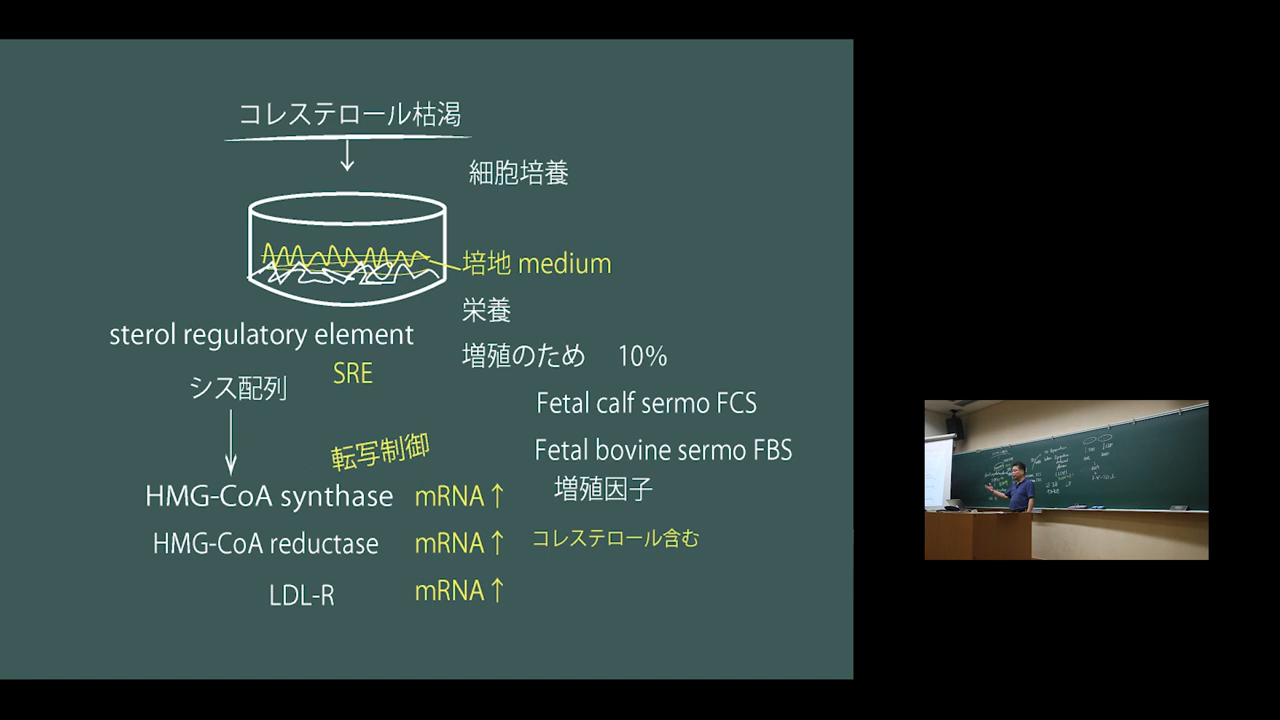 コレステロール枯渇
細胞培養
培地 medium
栄養
増殖のため 10%
Fetal calf sermo FCS
Fetal bovine sermo FBS
増殖因子
コレステロール含む
sterol regulatory element
SRE
シス配列
転写制御
HMG-CoA synthase mRNA↑
HMG-CoA reductase mRNA↑
LDL-R mRNA↑